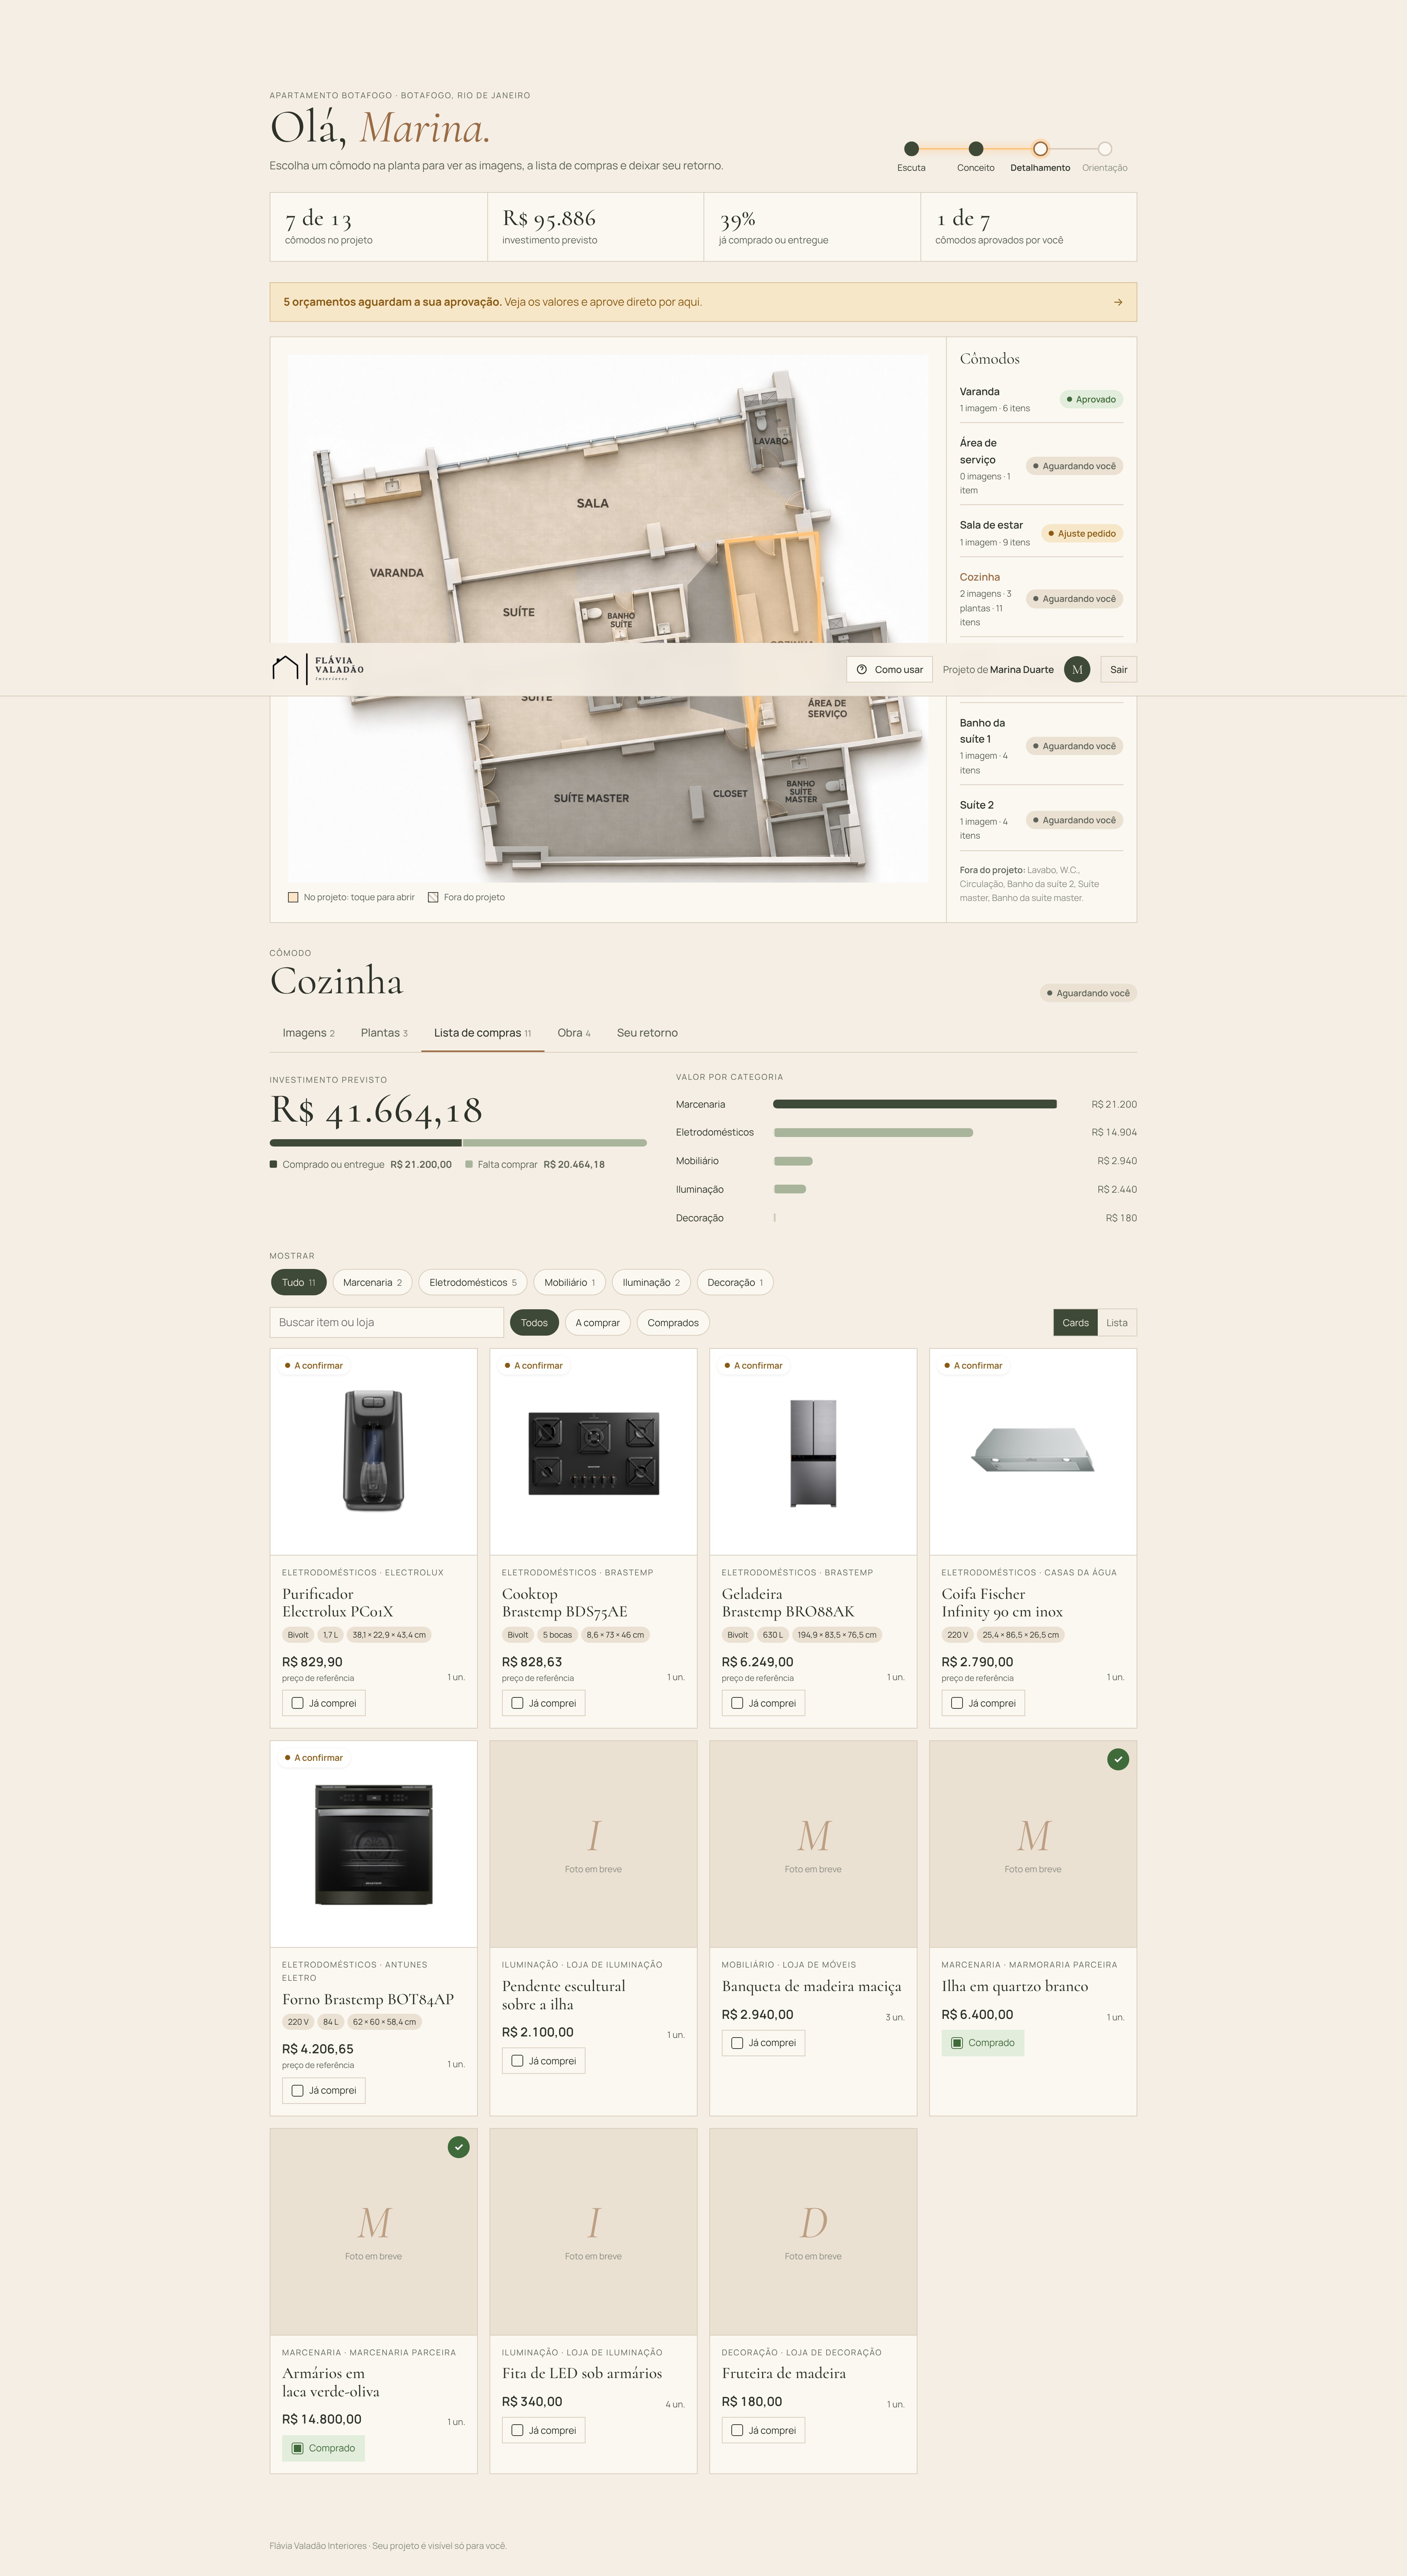 APARTAMENTO BOTAFOGO · BOTAFOGO, RIO DE JANEIRO
Olá, Marina.
Escolha um cômodo na planta para ver as imagens, a lista de compras e deixar seu retorno.
Escuta
Conceito
Detalhamento
Orientação
7 de 13
cômodos no projeto
R$ 95.886
investimento previsto
39%
já comprado ou entregue
1 de 7
cômodos aprovados por você
5 orçamentos aguardam a sua aprovação. Veja os valores e aprove direto por aqui.
LAVABO
SALA
VARANDA
SUÍTE
BANHO
SUÍTE
Cômodos
Varanda
1 imagem · 6 itens
Aprovado
Área de
serviço
0 imagens · 1
item
Aguardando você
Sala de estar
1 imagem · 9 itens
Ajuste pedido
Cozinha
2 imagens · 3
plantas · 11
itens
Aguardando você
FLÁVIA
VALADÃO
Interiores
Como usar
Projeto de Marina Duarte
M
Sair
SUÍTE
ÁREA DE
SERVIÇO
SUÍTE MASTER
CLOSET
BANHO
SUÍTE
MASTER
Banho da
suíte 1
1 imagem · 4
itens
Aguardando você
Suíte 2
1 imagem · 4
itens
Aguardando você
Fora do projeto: Lavabo, W.C.,
Circulação, Banho da suíte 2, Suíte
master, Banho da suíte master.
No projeto: toque para abrir
Fora do projeto
CÔMODO
Cozinha
Aguardando você
Imagens 2
Plantas 3
Lista de compras 11
Obra 4
Seu retorno
INVESTIMENTO PREVISTO
R$ 41.664,18
Comprado ou entregue R$ 21.200,00
Falta comprar R$ 20.464,18
VALOR POR CATEGORIA
Marcenaria R$ 21.200
Eletrodomésticos R$ 14.904
Mobiliário R$ 2.940
Iluminação R$ 2.440
Decoração R$ 180
MOSTRAR
Tudo 11
Marcenaria 2
Eletrodomésticos 5
Mobiliário 1
Iluminação 2
Decoração 1
Buscar item ou loja
Todos
A comprar
Comprados
Cards
Lista
A confirmar
ELETRODOMÉSTICOS · ELECTROLUX
Purificador
Electrolux PC01X
Bivolt
1,7 L
38,1 × 22,9 × 43,4 cm
R$ 829,90
preço de referência
1 un.
Já comprei
A confirmar
ELETRODOMÉSTICOS · BRASTEMP
Cooktop
Brastemp BDS75AE
Bivolt
5 bocas
8,6 × 73 × 46 cm
R$ 828,63
preço de referência
1 un.
Já comprei
A confirmar
ELETRODOMÉSTICOS · BRASTEMP
Geladeira
Brastemp BRO88AK
Bivolt
630 L
194,9 × 83,5 × 76,5 cm
R$ 6.249,00
preço de referência
1 un.
Já comprei
A confirmar
ELETRODOMÉSTICOS · CASAS DA ÁGUA
Coifa Fischer
Infinity 90 cm inox
220 V
25,4 × 86,5 × 26,5 cm
R$ 2.790,00
preço de referência
1 un.
Já comprei
A confirmar
ELETRODOMÉSTICOS · ANTUNES
ELETRO
Forno Brastemp BOT84AP
220 V
84 L
62 × 60 × 58,4 cm
R$ 4.206,65
preço de referência
1 un.
Já comprei
I
Foto em breve
ILUMINAÇÃO · LOJA DE ILUMINAÇÃO
Pendente escultural
sobre a ilha
R$ 2.100,00
1 un.
Já comprei
M
Foto em breve
MOBILIÁRIO · LOJA DE MÓVEIS
Banqueta de madeira maciça
R$ 2.940,00
3 un.
Já comprei
M
Foto em breve
MARCENARIA · MARMORARIA PARCEIRA
Ilha em quartzo branco
R$ 6.400,00
1 un.
Comprado
M
Foto em breve
MARCENARIA · MARCENARIA PARCEIRA
Armários em
laca verde-oliva
R$ 14.800,00
1 un.
Comprado
I
Foto em breve
ILUMINAÇÃO · LOJA DE ILUMINAÇÃO
Fita de LED sob armários
R$ 340,00
4 un.
Já comprei
D
Foto em breve
DECORAÇÃO · LOJA DE DECORAÇÃO
Fruteira de madeira
R$ 180,00
1 un.
Já comprei
Flávia Valadão Interiores · Seu projeto é visível só para você.